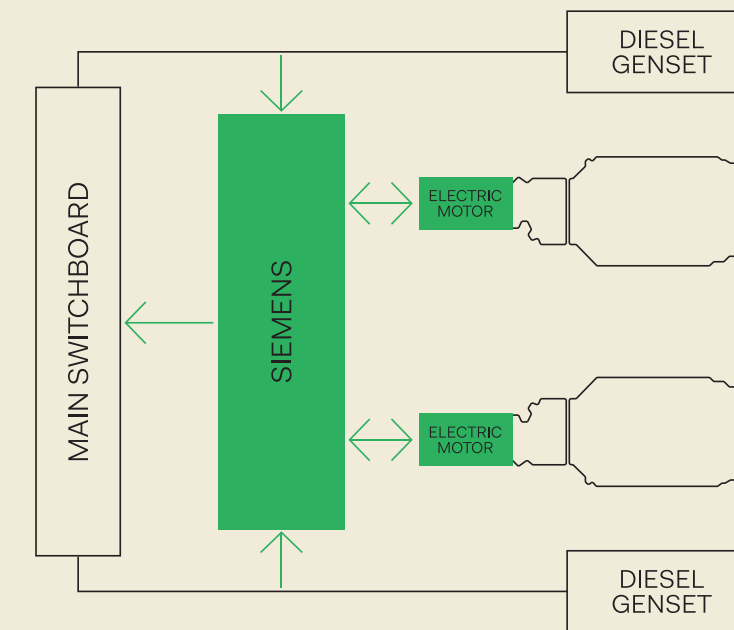 DIESEL
GENSET
MAIN SWITCHBOARD
SIEMENS
ELECTRIC
MOTOR
ELECTRIC
MOTOR
DIESEL
GENSET